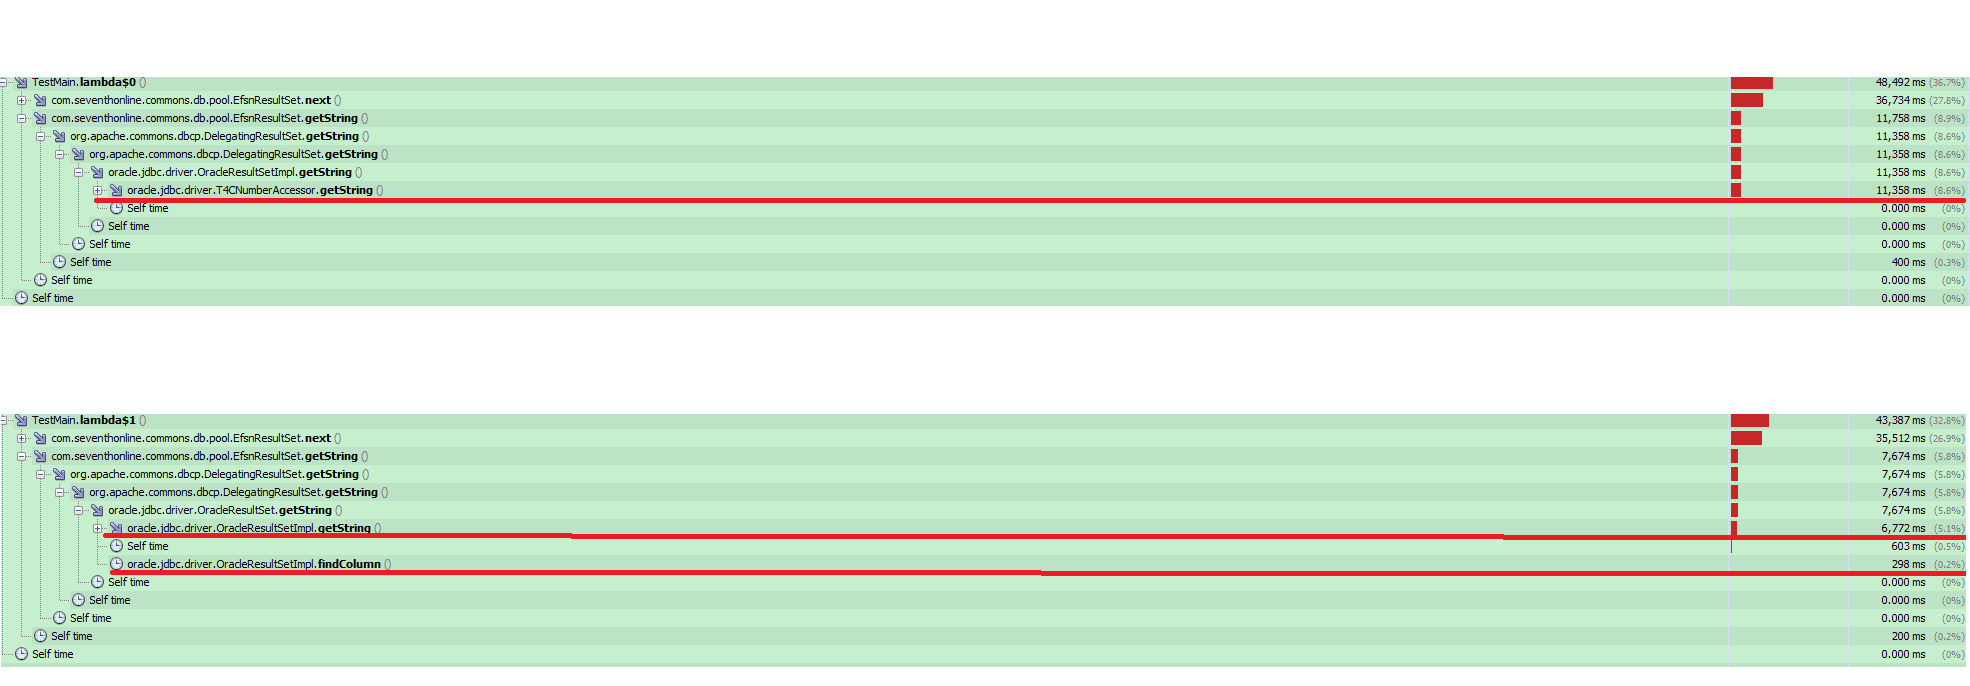 TestMain.lambda$0 () 48,492 ms (36.7%)
com.seventhonline.commons.db.pool.EfsnResultSet.next () 36,734 ms (27.8%)
com.seventhonline.commons.db.pool.EfsnResultSet.getString () 11,758 ms (8.9%)
org.apache.commons.dbcp.DelegatingResultSet.getString () 11,358 ms (8.6%)
org.apache.commons.dbcp.DelegatingResultSet.getString () 11,358 ms (8.6%)
oracle.jdbc.driver.OracleResultSetImpl.getString () 11,358 ms (8.6%)
oracle.jdbc.driver.T4CNumberAccessor.getString () 11,358 ms (8.6%)
Self time 0.000 ms (0%)
Self time 0.000 ms (0%)
Self time 0.000 ms (0%)
Self time 400 ms (0.3%)
Self time 0.000 ms (0%)
Self time 0.000 ms (0%)
TestMain.lambda$1 () 43,387 ms (32.8%)
com.seventhonline.commons.db.pool.EfsnResultSet.next () 35,512 ms (26.9%)
com.seventhonline.commons.db.pool.EfsnResultSet.getString () 7,674 ms (5.8%)
org.apache.commons.dbcp.DelegatingResultSet.getString () 7,674 ms (5.8%)
org.apache.commons.dbcp.DelegatingResultSet.getString () 7,674 ms (5.8%)
oracle.jdbc.driver.OracleResultSet.getString () 7,674 ms (5.8%)
oracle.jdbc.driver.OracleResultSetImpl.getString () 6,772 ms (5.1%)
Self time 603 ms (0.5%)
oracle.jdbc.driver.OracleResultSetImpl.findColumn () 298 ms (0.2%)
Self time 0.000 ms (0%)
Self time 0.000 ms (0%)
Self time 0.000 ms (0%)
Self time 200 ms (0.2%)
Self time 0.000 ms (0%)